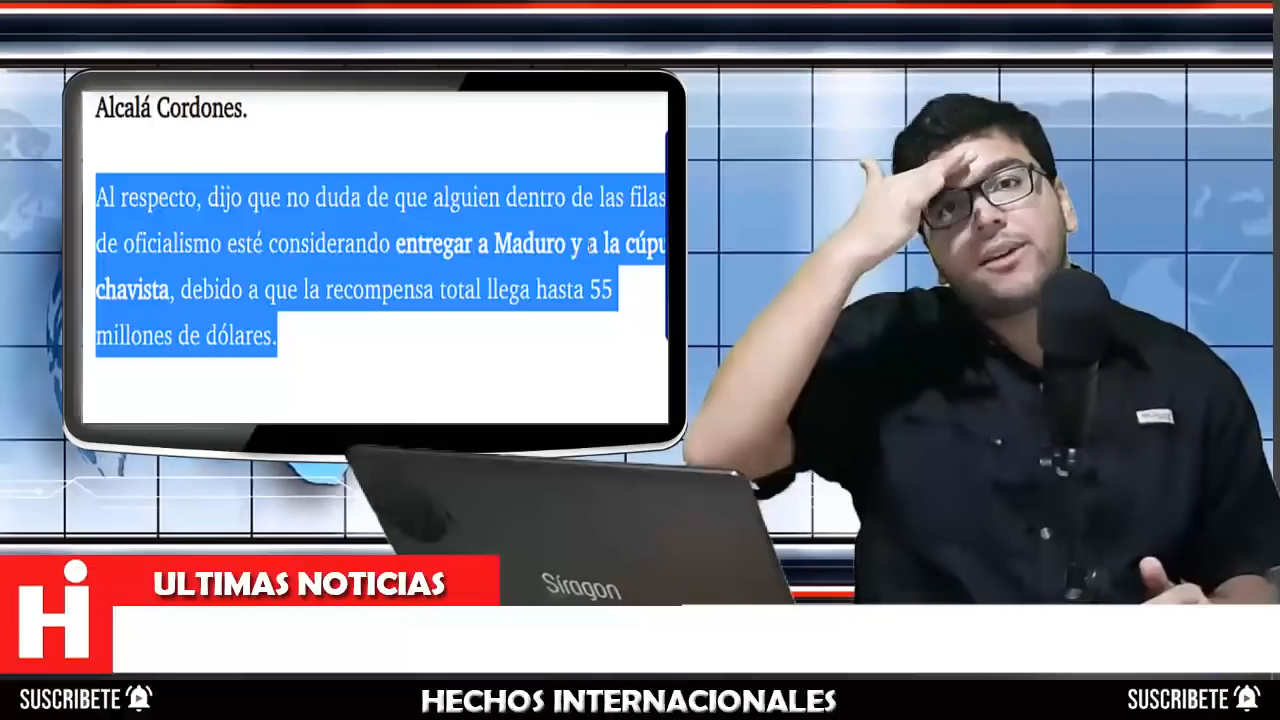 Alcalá Cordones.
Al respecto, dijo que no duda de que alguien dentro de las filas
de oficialismo esté considerando entregar a Maduro y a la cúpu
chavista, debido a que la recompensa total llega hasta 55
millones de dólares.
Síragon
Hi
ULTIMAS NOTICIAS
SUSCRIBETE
HECHOS INTERNACIONALES
SUSCRIBETE